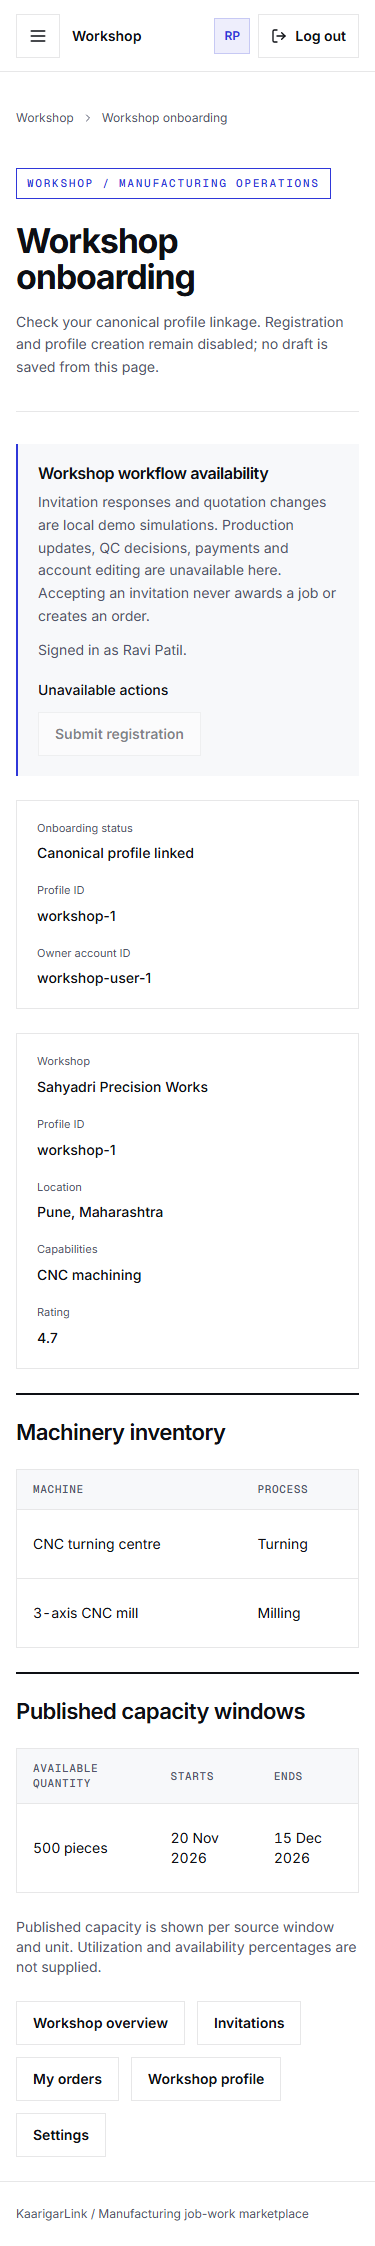 Workshop
RP
Log out
Workshop > Workshop onboarding
WORKSHOP / MANUFACTURING OPERATIONS
Workshop
onboarding
Check your canonical profile linkage. Registration
and profile creation remain disabled; no draft is
saved from this page.
Workshop workflow availability
Invitation responses and quotation changes
are local demo simulations. Production
updates, QC decisions, payments and
account editing are unavailable here.
Accepting an invitation never awards a job or
creates an order.
Signed in as Ravi Patil.
Unavailable actions
Submit registration
Onboarding status
Canonical profile linked
Profile ID
workshop-1
Owner account ID
workshop-user-1
Workshop
Sahyadri Precision Works
Profile ID
workshop-1
Location
Pune, Maharashtra
Capabilities
CNC machining
Rating
4.7
Machinery inventory
MACHINE PROCESS
CNC turning centre Turning
3-axis CNC mill Milling
Published capacity windows
AVAILABLE
QUANTITY
STARTS
ENDS
500 pieces
20 Nov
2026
15 Dec
2026
Published capacity is shown per source window
and unit. Utilization and availability percentages are
not supplied.
Workshop overview
Invitations
My orders
Workshop profile
Settings
KaarigarLink / Manufacturing job-work marketplace